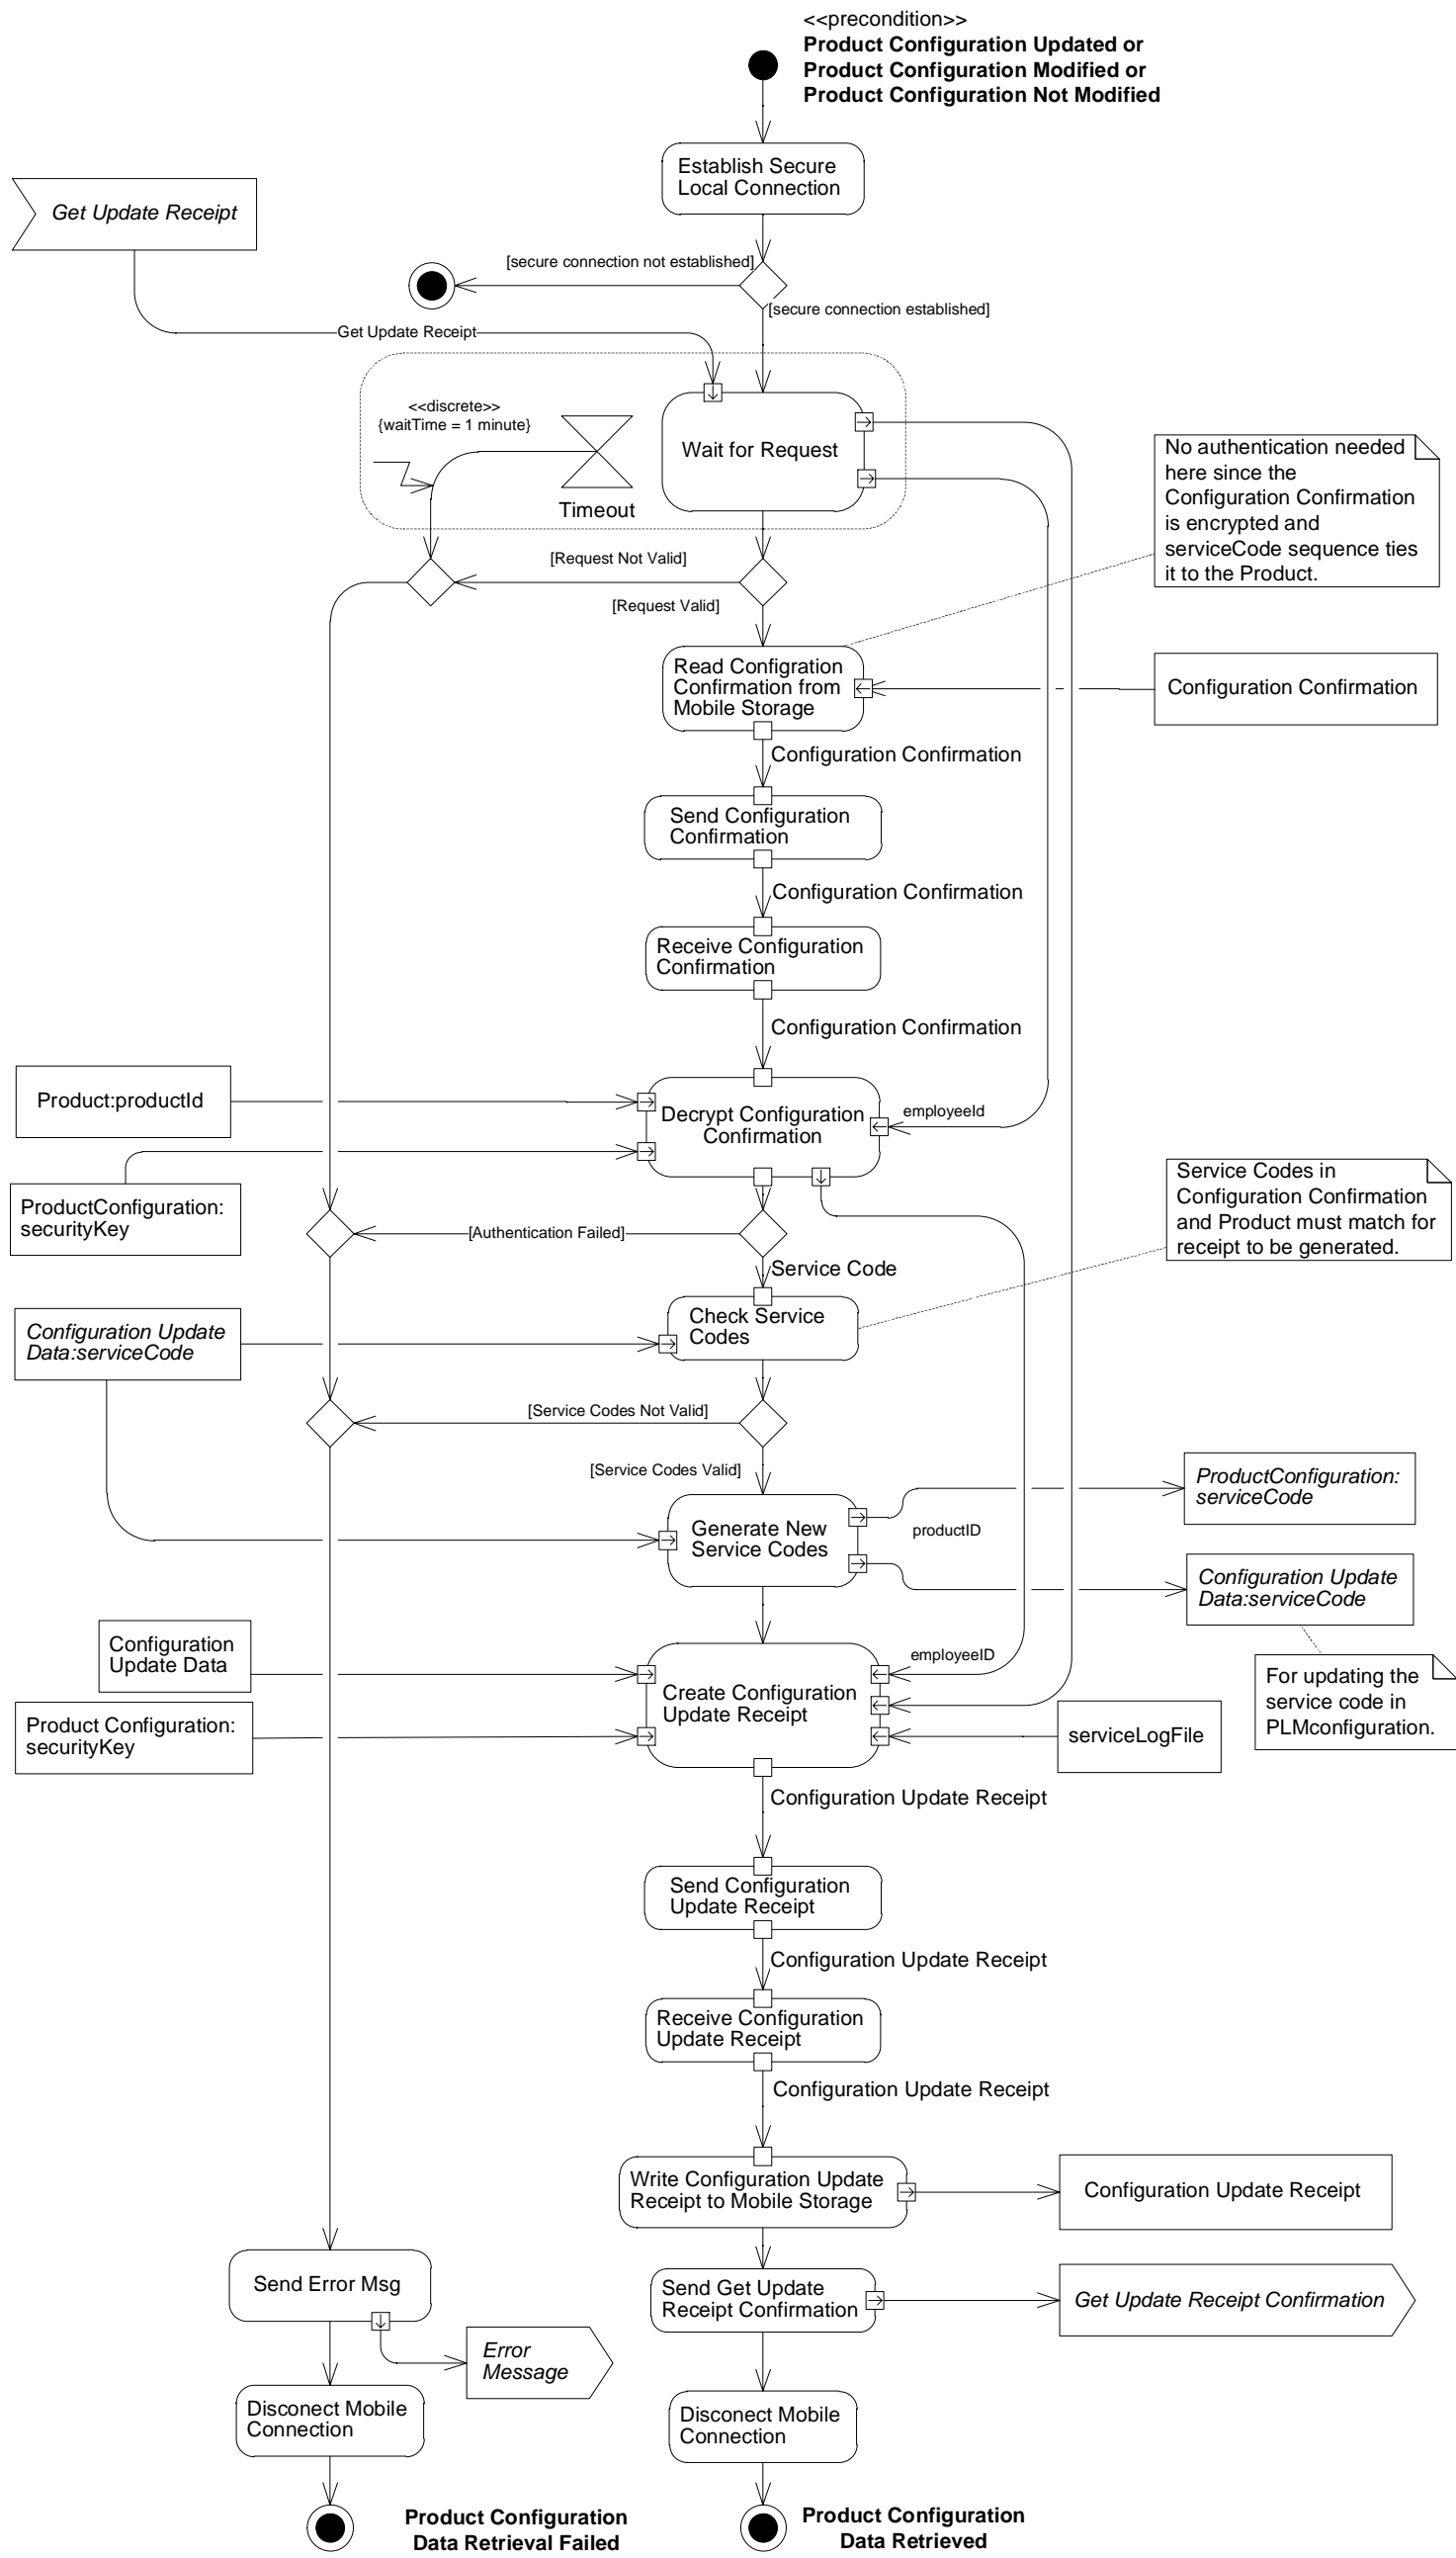 <<precondition>>
Product Configuration Updated or
Product Configuration Modified or
Product Configuration Not Modified
Establish Secure
Local Connection
Get Update Receipt
[secure connection not established]
[secure connection established]
Get Update Receipt
<<discrete>>
{waitTime = 1 minute}
Timeout
Wait for Request
No authentication needed
here since the
Configuration Confirmation
is encrypted and
serviceCode sequence ties
it to the Product.
[Request Not Valid]
[Request Valid]
Read Configration
Confirmation from
Mobile Storage
Configuration Confirmation
Configuration Confirmation
Send Configuration
Confirmation
Configuration Confirmation
Receive Configuration
Confirmation
Configuration Confirmation
Product:productId
Decrypt Configuration
Confirmation
employeeId
ProductConfiguration:
securityKey
Service Codes in
Configuration Confirmation
and Product must match for
receipt to be generated.
[Authentication Failed]
Service Code
Configuration Update
Data:serviceCode
Check Service
Codes
[Service Codes Not Valid]
[Service Codes Valid]
ProductConfiguration:
serviceCode
Generate New
Service Codes
productID
Configuration Update
Data:serviceCode
Configuration
Update Data
employeeID
Create Configuration
Update Receipt
For updating the
service code in
PLMconfiguration.
Product Configuration:
securityKey
serviceLogFile
Configuration Update Receipt
Send Configuration
Update Receipt
Configuration Update Receipt
Receive Configuration
Update Receipt
Configuration Update Receipt
Write Configuration Update
Receipt to Mobile Storage
Configuration Update Receipt
Send Error Msg
Send Get Update
Receipt Confirmation
Get Update Receipt Confirmation
Error
Message
Disconect Mobile
Connection
Disconect Mobile
Connection
Product Configuration
Data Retrieval Failed
Product Configuration
Data Retrieved